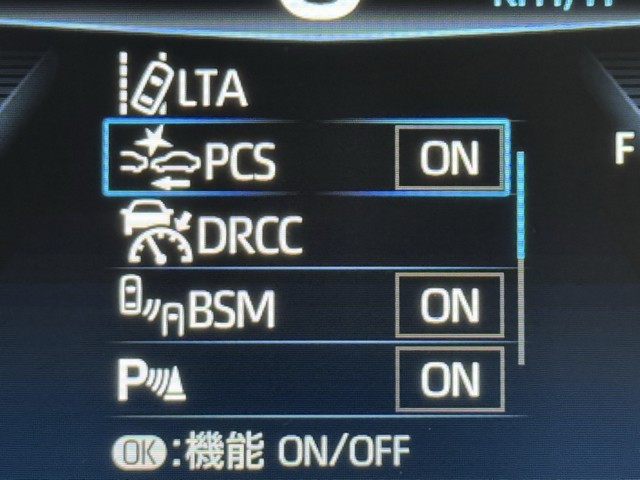 km/h
LTA
PCS ON
F
DRCC
BSM ON
P ON
OK:機能 ON/OFF